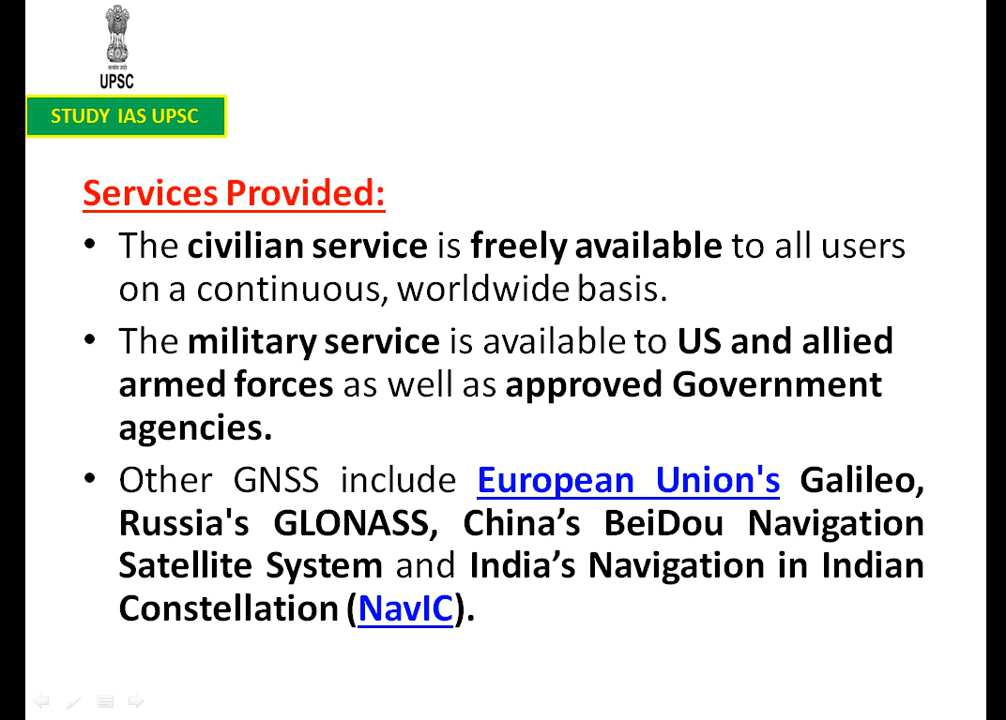 UPSC
STUDY IAS UPSC
Services Provided:
• The civilian service is freely available to all users
on a continuous, worldwide basis.
• The military service is available to US and allied
armed forces as well as approved Government
agencies.
• Other GNSS include European Union's Galileo,
Russia's GLONASS, China’s BeiDou Navigation
Satellite System and India’s Navigation in Indian
Constellation (NavIC).